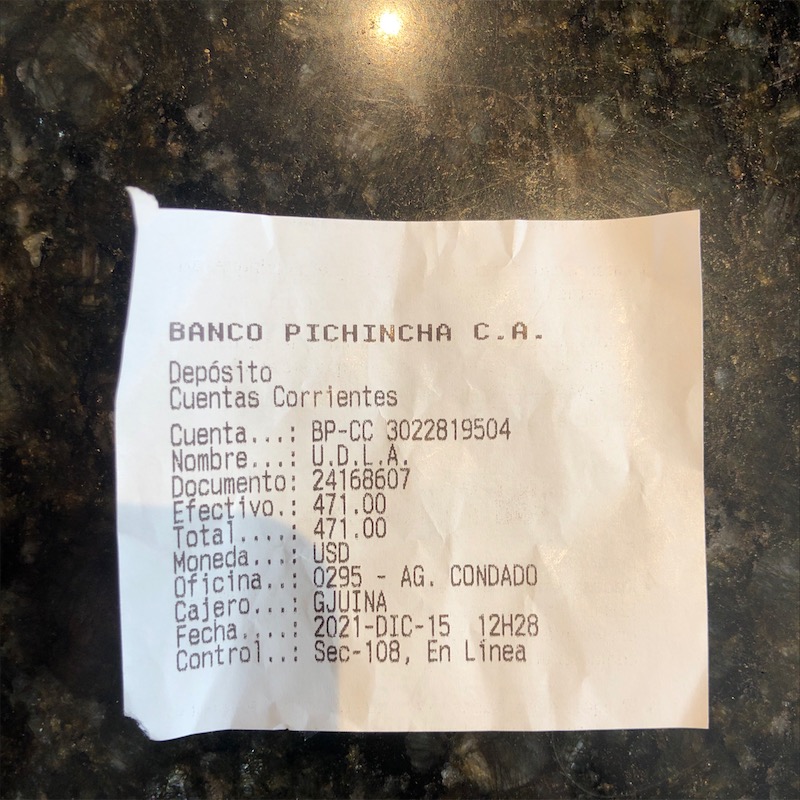 BANCO PICHINCHA C.A.
Depósito
Cuentas Corrientes
Cuenta...: BP-CC 3022819504
Nombre...: U.D.L.A.
Documento: 24168607
Efectivo.: 471.00
Total....: 471.00
Moneda...: USD
Oficina..: 0295 - AG. CONDADO
Cajero...: GJUINA
Fecha....: 2021-DIC-15 12H28
Control..: Sec-108, En Línea